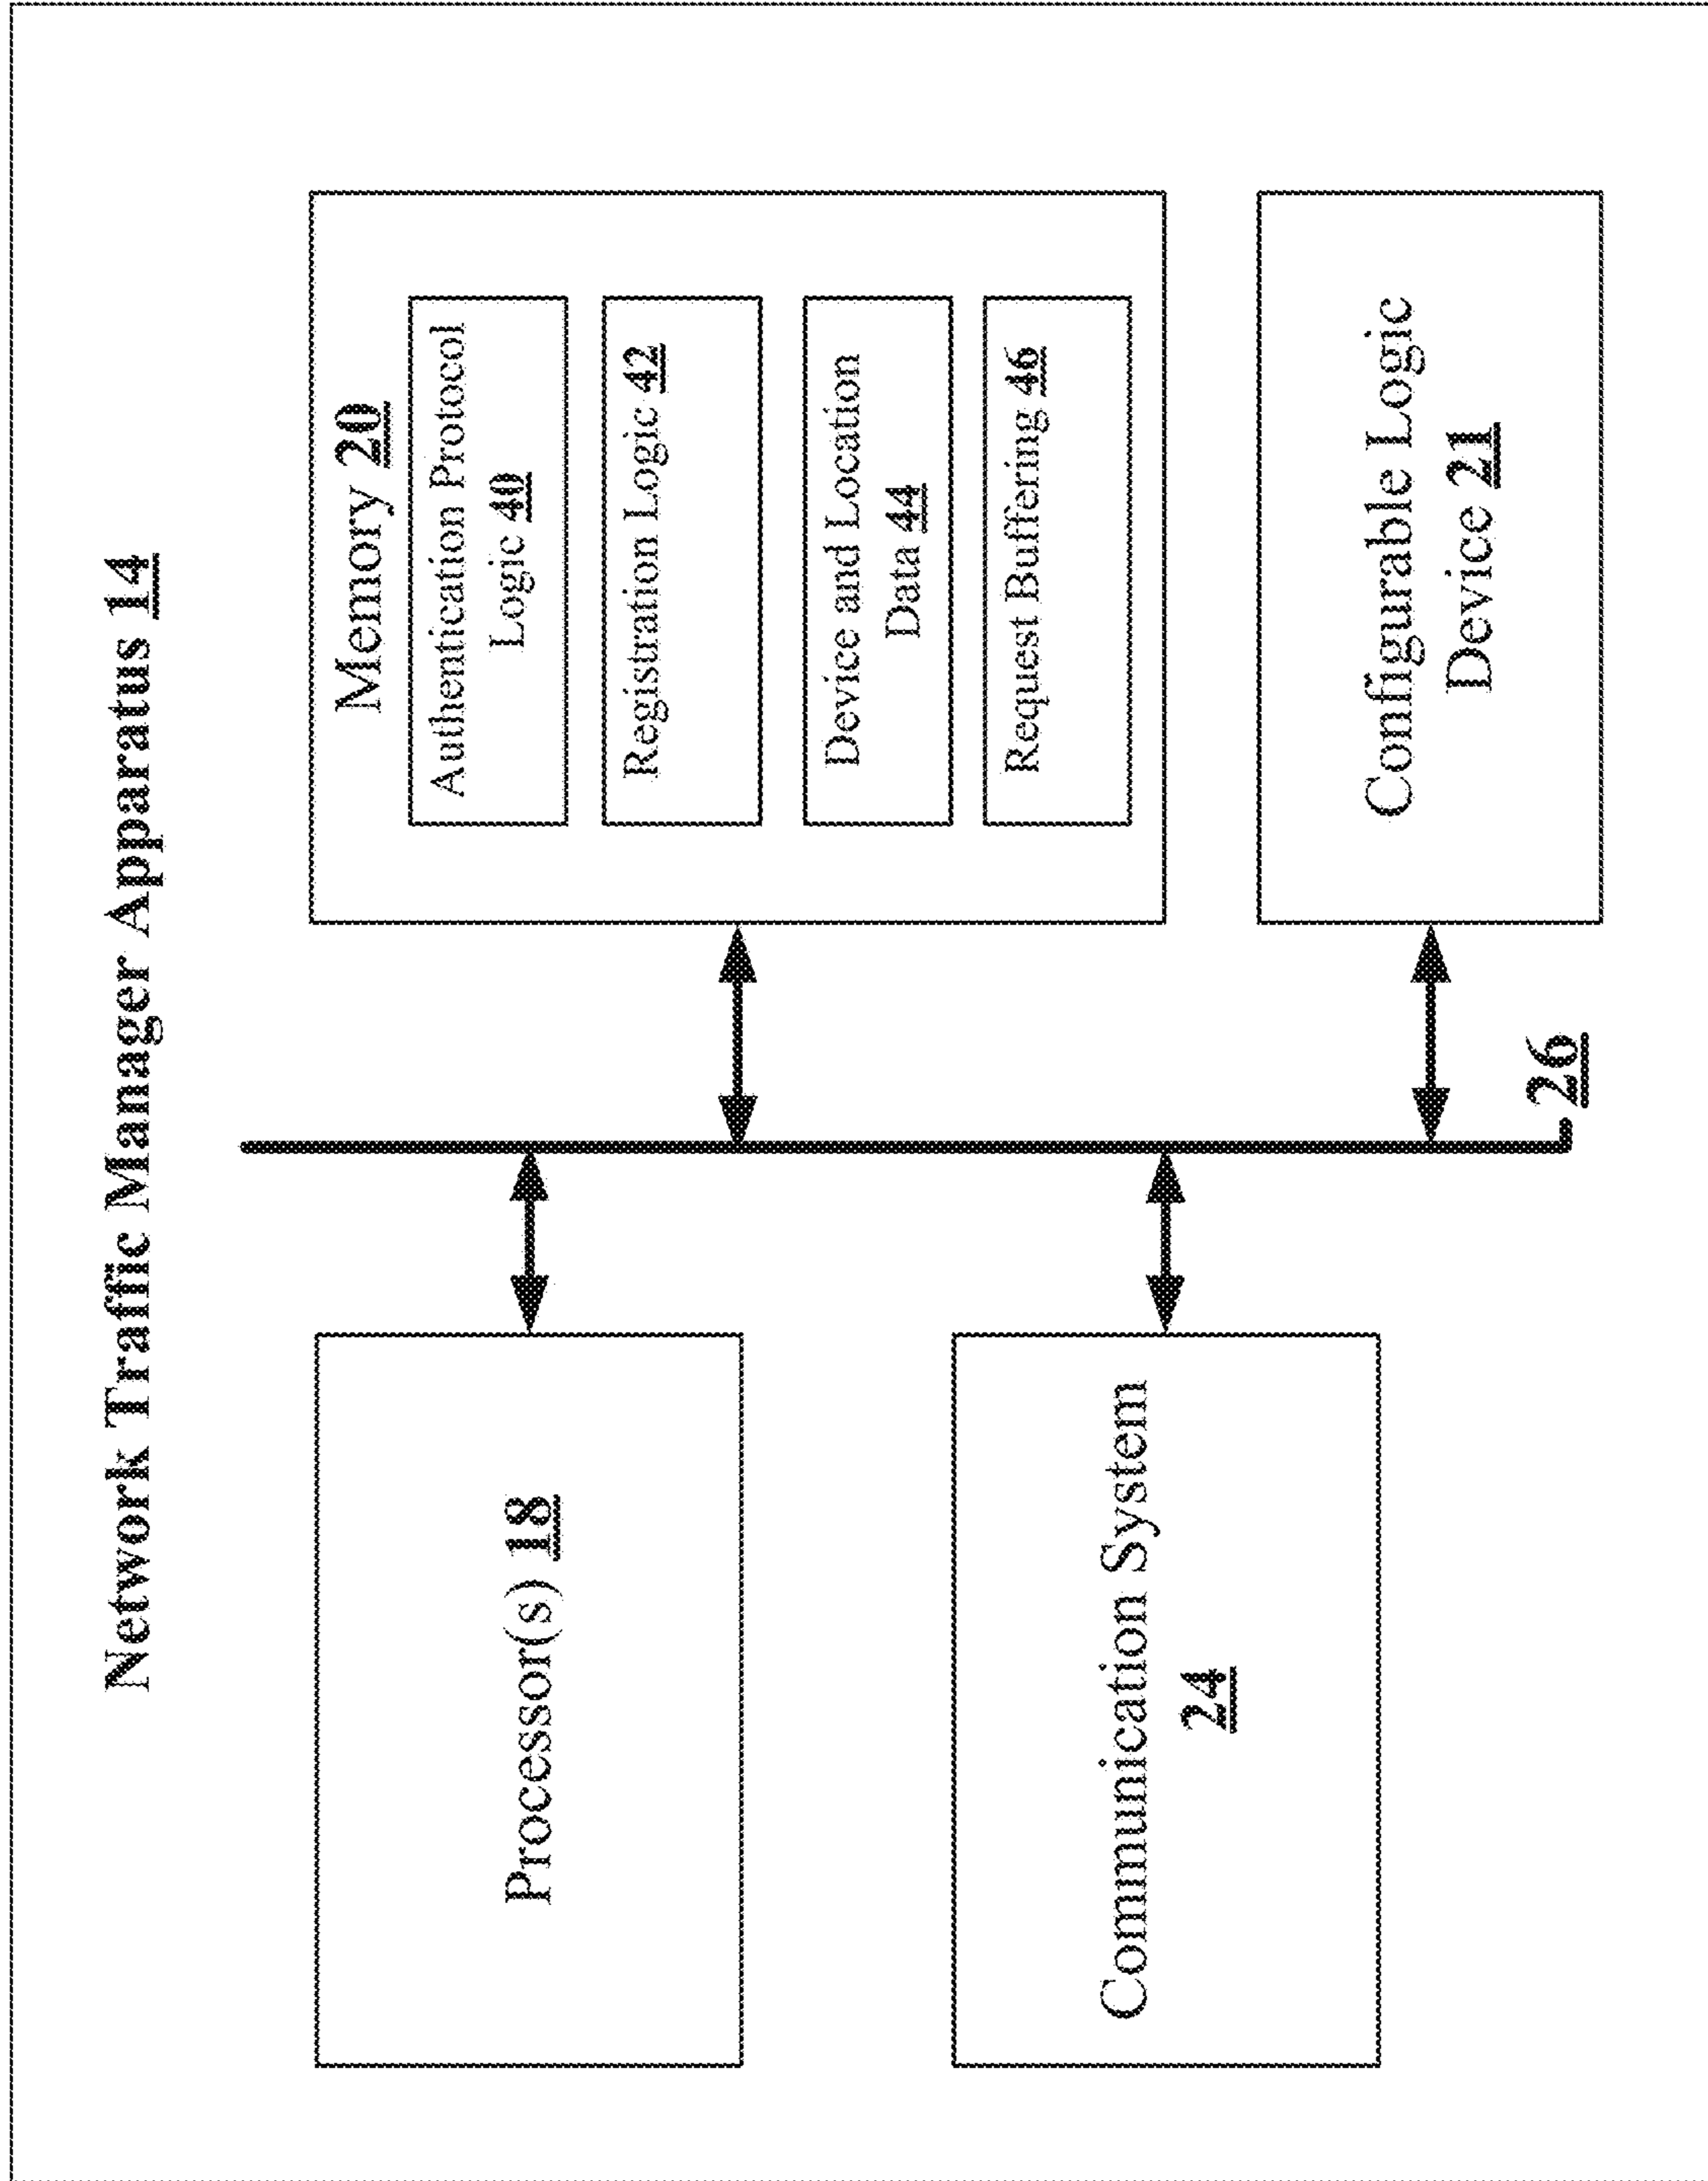 Network Traffic Manager Apparatus 14
Processor(s) 18
Communication System
24
26
Memory 20
Authentication Protocol
Logic 40
Registration Logic 42
Device and Location
Data 44
Request Buffering 46
Configurable Logic
Device 21